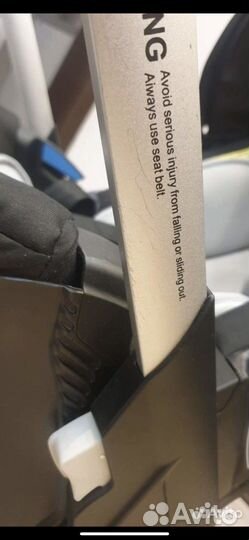 NG
Avoid serious injury from falling or sliding out.
Always use seat belt.
Avito